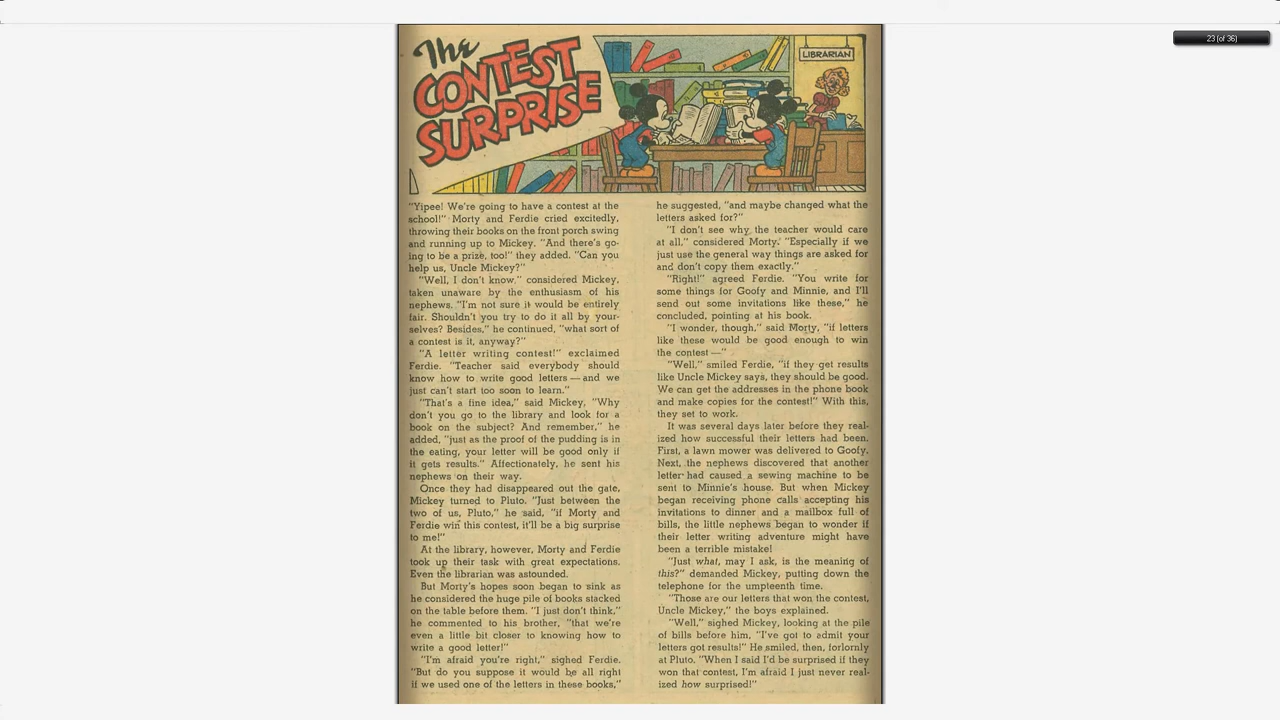 23 (of 36)
The
CONTEST
SURPRISE
LIBRARIAN
"Yipee! We're going to have a contest at the
school!" Morty and Ferdie cried excitedly,
throwing their books on the front porch swing
and running up to Mickey. "And there's go-
ing to be a prize, too!" they added. "Can you
help us, Uncle Mickey?"
"Well, I don't know," considered Mickey,
taken unaware by the enthusiasm of his
nephews. "I'm not sure it would be entirely
fair. Shouldn't you try to do it all by your-
selves? Besides," he continued, "what sort of
a contest is it, anyway?"
"A letter writing contest!" exclaimed
Ferdie. "Teacher said everybody should
know how to write good letters — and we
just can't start too soon to learn."
"That's a fine idea," said Mickey, "Why
don't you go to the library and look for a
book on the subject? And remember," he
added, "just as the proof of the pudding is in
the eating, your letter will be good only if
it gets results." Affectionately, he sent his
nephews on their way.
Once they had disappeared out the gate,
Mickey turned to Pluto. "Just between the
two of us, Pluto," he said, "if Morty and
Ferdie win this contest, it'll be a big surprise
to me!"
At the library, however, Morty and Ferdie
took up their task with great expectations.
Even the librarian was astounded.
But Morty's hopes soon began to sink as
he considered the huge pile of books stacked
on the table before them. "I just don't think,"
he commented to his brother, "that we're
even a little bit closer to knowing how to
write a good letter!"
"I'm afraid you're right," sighed Ferdie.
"But do you suppose it would be all right
if we used one of the letters in these books,"
he suggested, "and maybe changed what the
letters asked for?"
"I don't see why the teacher would care
at all," considered Morty. "Especially if we
just use the general way things are asked for
and don't copy them exactly."
"Right!" agreed Ferdie. "You write for
some things for Goofy and Minnie, and I'll
send out some invitations like these," he
concluded, pointing at his book.
"I wonder, though," said Morty, "if letters
like these would be good enough to win
the contest —"
"Well," smiled Ferdie, "if they get results
like Uncle Mickey says, they should be good.
We can get the addresses in the phone book
and make copies for the contest!" With this,
they set to work.
It was several days later before they real-
ized how successful their letters had been.
First, a lawn mower was delivered to Goofy.
Next, the nephews discovered that another
letter had caused a sewing machine to be
sent to Minnie's house. But when Mickey
began receiving phone calls accepting his
invitations to dinner and a mailbox full of
bills, the little nephews began to wonder if
their letter writing adventure might have
been a terrible mistake!
"Just what, may I ask, is the meaning of
this?" demanded Mickey, putting down the
telephone for the umpteenth time.
"Those are our letters that won the contest,
Uncle Mickey," the boys explained.
"Well," sighed Mickey, looking at the pile
of bills before him, "I've got to admit your
letters got results!" He smiled, then, forlornly
at Pluto. "When I said I'd be surprised if they
won that contest, I'm afraid I just never real-
ized how surprised!"